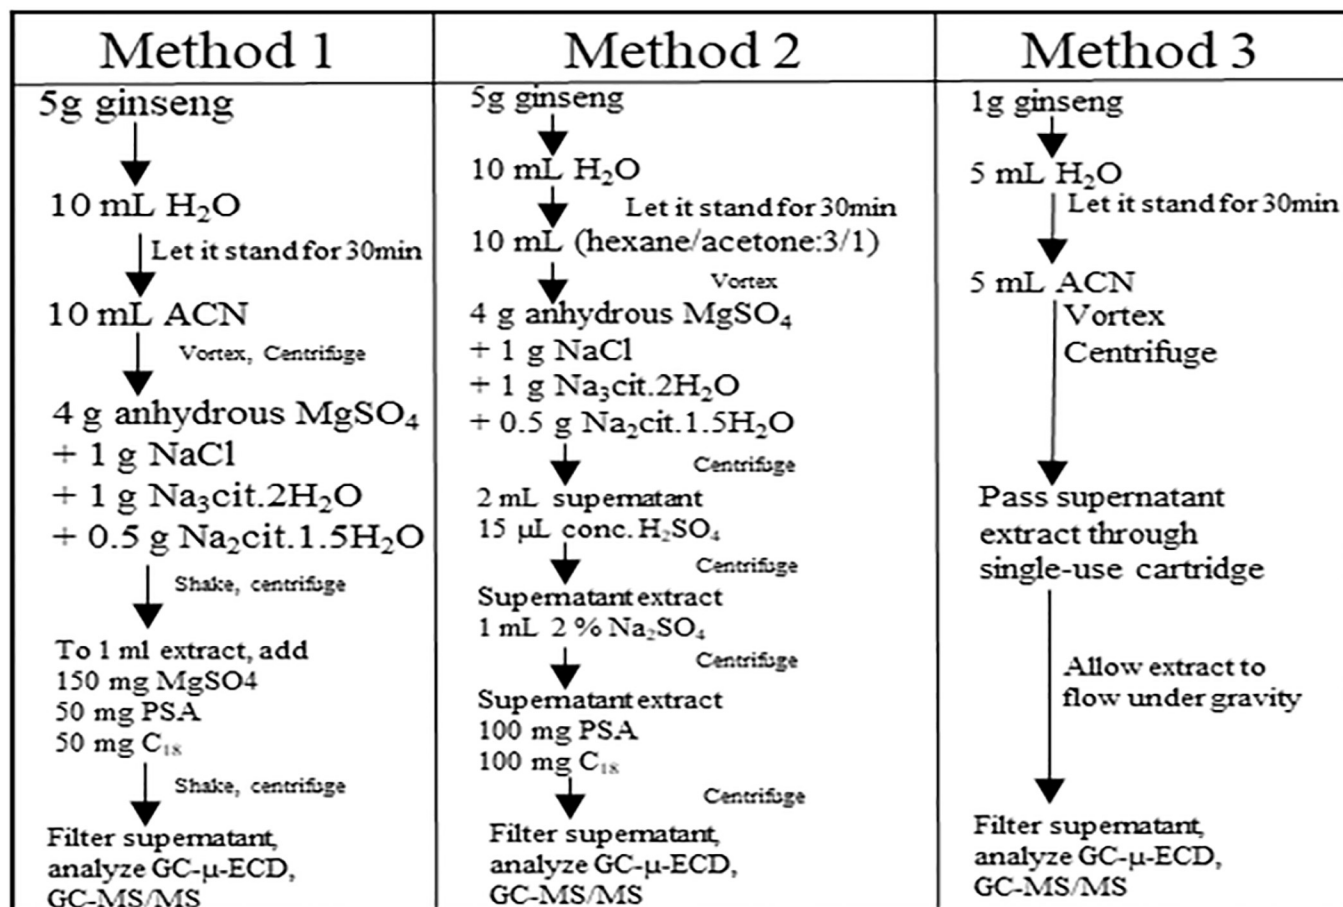 Method 1
5g ginseng
10 mL H₂O
Let it stand for 30min
10 mL ACN
Vortex, Centrifuge
4 g anhydrous MgSO₄
+ 1 g NaCl
+ 1 g Na₃cit.2H₂O
+ 0.5 g Na₂cit.1.5H₂O
Shake, centrifuge
To 1 ml extract, add
150 mg MgSO4
50 mg PSA
50 mg C₁₈
Shake, centrifuge
Filter supernatant,
analyze GC-μ-ECD,
GC-MS/MS
Method 2
5g ginseng
10 mL H₂O
Let it stand for 30min
10 mL (hexane/acetone:3/1)
Vortex
4 g anhydrous MgSO₄
+ 1 g NaCl
+ 1 g Na₃cit.2H₂O
+ 0.5 g Na₂cit.1.5H₂O
Centrifuge
2 mL supernatant
15 μL conc. H₂SO₄
Centrifuge
Supernatant extract
1 mL 2 % Na₂SO₄
Centrifuge
Supernatant extract
100 mg PSA
100 mg C₁₈
Centrifuge
Filter supernatant,
analyze GC-μ-ECD,
GC-MS/MS
Method 3
1g ginseng
5 mL H₂O
Let it stand for 30min
5 mL ACN
Vortex
Centrifuge
Pass supernatant
extract through
single-use cartridge
Allow extract to
flow under gravity
Filter supernatant,
analyze GC-μ-ECD,
GC-MS/MS